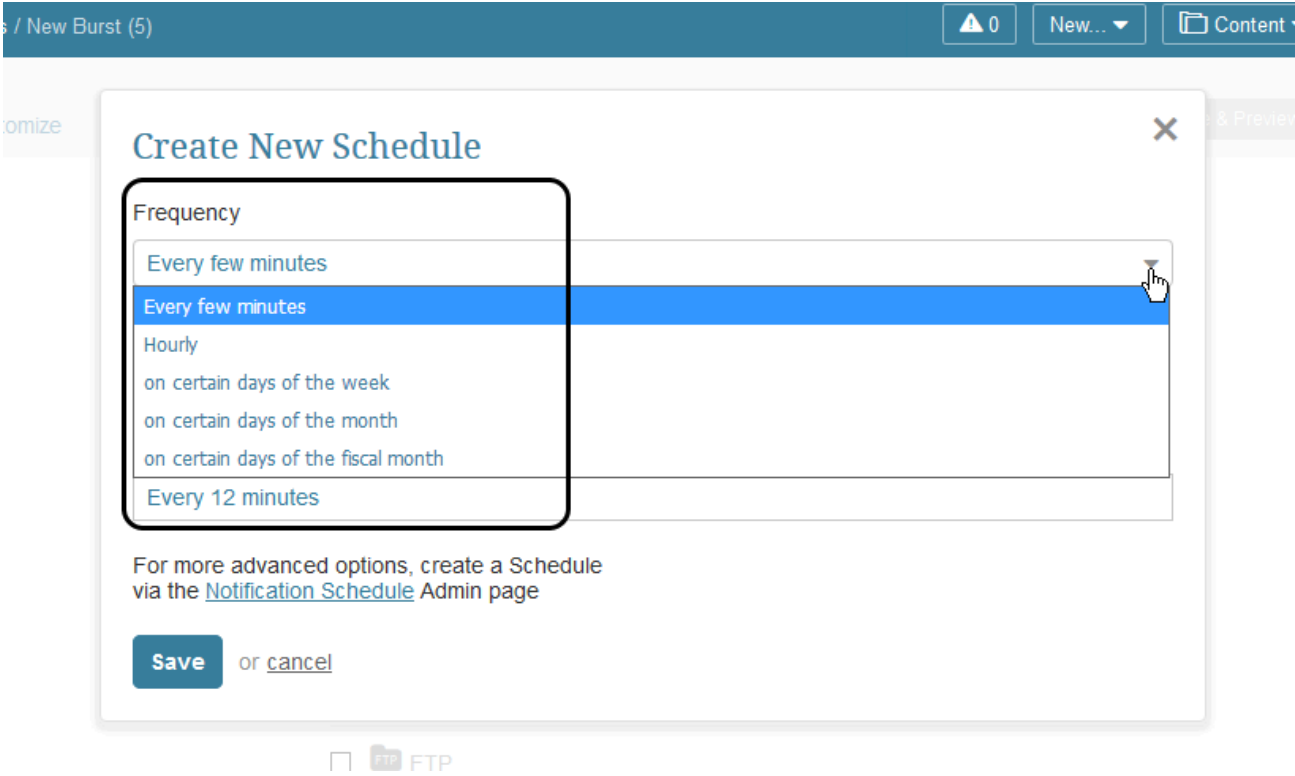 s / New Burst (5)
0
New...
Content
tomize
e & Preview
Create New Schedule
Frequency
Every few minutes
Every few minutes
Hourly
on certain days of the week
on certain days of the month
on certain days of the fiscal month
Every 12 minutes
For more advanced options, create a Schedule
via the Notification Schedule Admin page
Save or cancel
FTP FTP